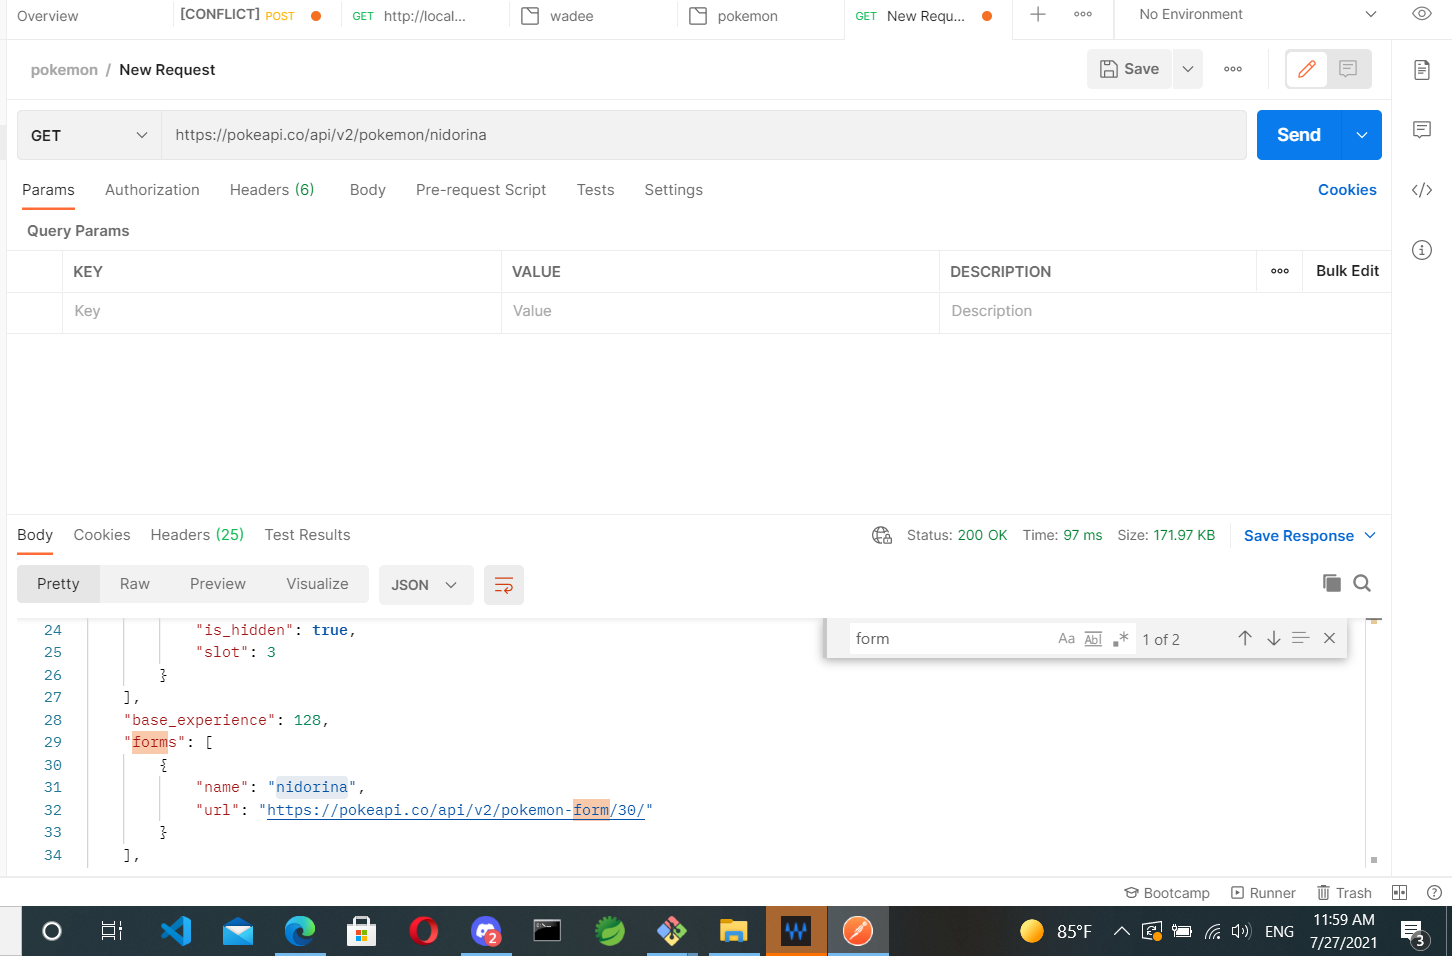 Overview
[CONFLICT] POST
GET http://local...
wadee
pokemon
GET New Requ...
No Environment
pokemon / New Request
Save
GET
https://pokeapi.co/api/v2/pokemon/nidorina
Send
Params
Authorization
Headers (6)
Body
Pre-request Script
Tests
Settings
Cookies
Query Params
KEY
VALUE
DESCRIPTION
Bulk Edit
Key
Value
Description
Body
Cookies
Headers (25)
Test Results
Status: 200 OK
Time: 97 ms
Size: 171.97 KB
Save Response
Pretty
Raw
Preview
Visualize
JSON
form
Aa
Abl
1 of 2
24 "is_hidden": true,
25 "slot": 3
26 }
27 ],
28 "base_experience": 128,
29 "forms": [
30 {
31 "name": "nidorina",
32 "url": "https://pokeapi.co/api/v2/pokemon-form/30/"
33 }
34 ],
Bootcamp
Runner
Trash
2
85°F
ENG
11:59 AM
7/27/2021
3